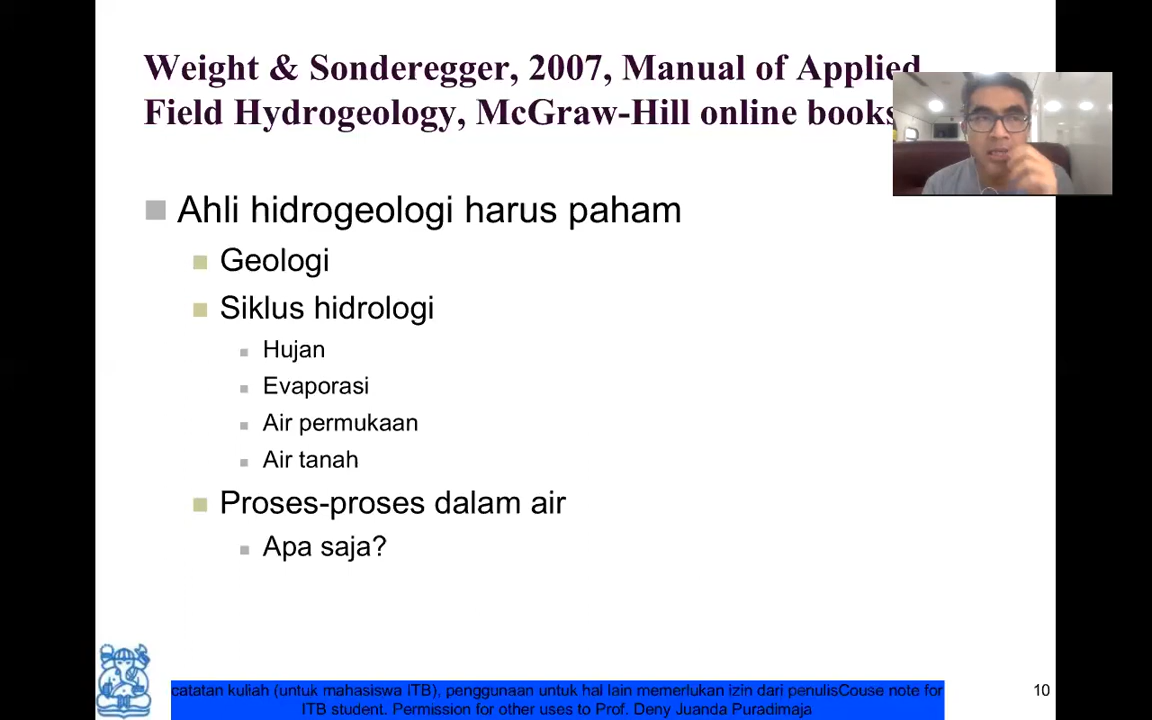 Weight & Sonderegger, 2007, Manual of Applied
Field Hydrogeology, McGraw-Hill online books
Ahli hidrogeologi harus paham
Geologi
Siklus hidrologi
Hujan
Evaporasi
Air permukaan
Air tanah
Proses-proses dalam air
Apa saja?
catatan kuliah (untuk mahasiswa ITB), penggunaan untuk hal lain memerlukan izin dari penulisCouse note for
ITB student. Permission for other uses to Prof. Deny Juanda Puradimaja
10